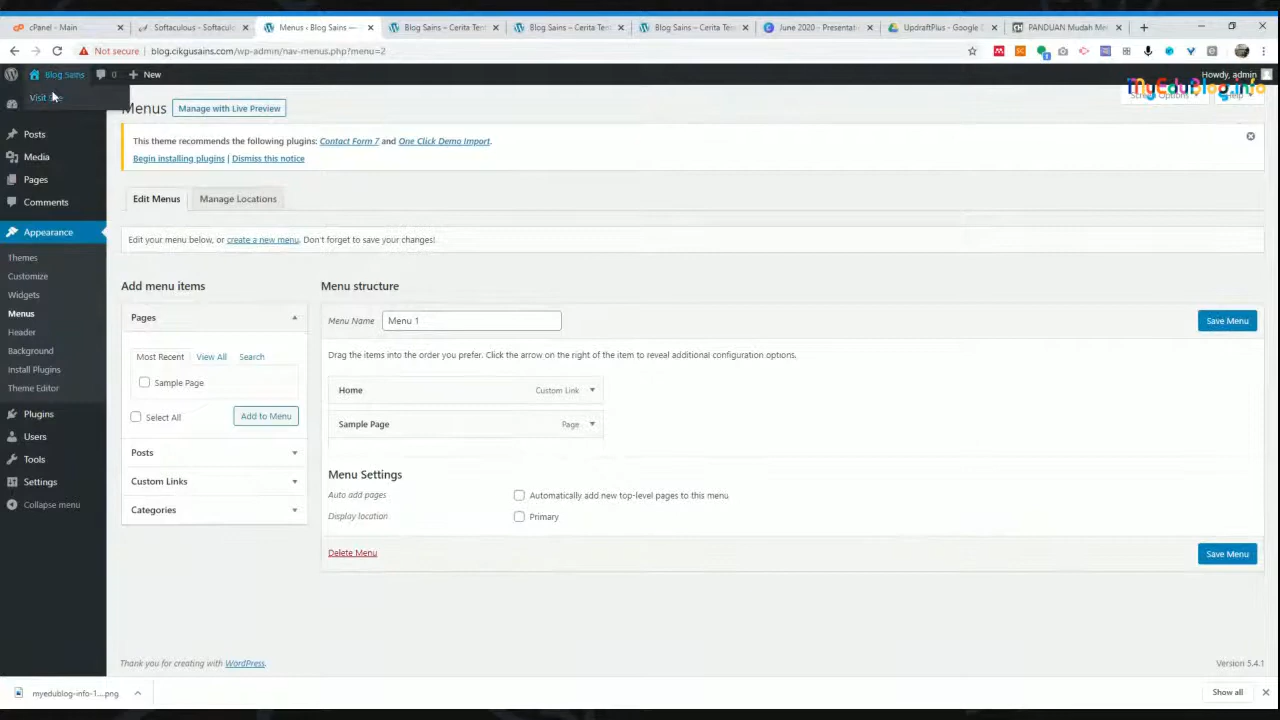 cPanel - Main
Softaculous - Softacul
Menus ‹ Blog Sains —
Blog Sains – Cerita Ten
Blog Sains – Cerita Ten
Blog Sains – Cerita Ten
June 2020 - Presentati
UpdraftPlus - Google D
PANDUAN Mudah Me
Not secure
blog.cikgusains.com/wp-admin/nav-menus.php?menu=2
Blog Sains
0
New
Howdy, admin
MyEduBlog.info
Visit
Menus
Manage with Live Preview
Screen Options
Help
This theme recommends the following plugins: Contact Form 7 and One Click Demo Import.
Begin installing plugins | Dismiss this notice
Posts
Media
Pages
Comments
Appearance
Themes
Customize
Widgets
Menus
Header
Background
Install Plugins
Theme Editor
Plugins
Users
Tools
Settings
Collapse menu
Edit Menus
Manage Locations
Edit your menu below, or create a new menu. Don't forget to save your changes!
Add menu items
Pages
Most Recent
View All
Search
Sample Page
Select All
Add to Menu
Posts
Custom Links
Categories
Menu structure
Menu Name
Menu 1
Save Menu
Drag the items into the order you prefer. Click the arrow on the right of the item to reveal additional configuration options.
Home
Custom Link
Sample Page
Page
Menu Settings
Auto add pages
Automatically add new top-level pages to this menu
Display location
Primary
Delete Menu
Save Menu
Thank you for creating with WordPress.
Version 5.4.1
myedublog-info-1....png
Show all